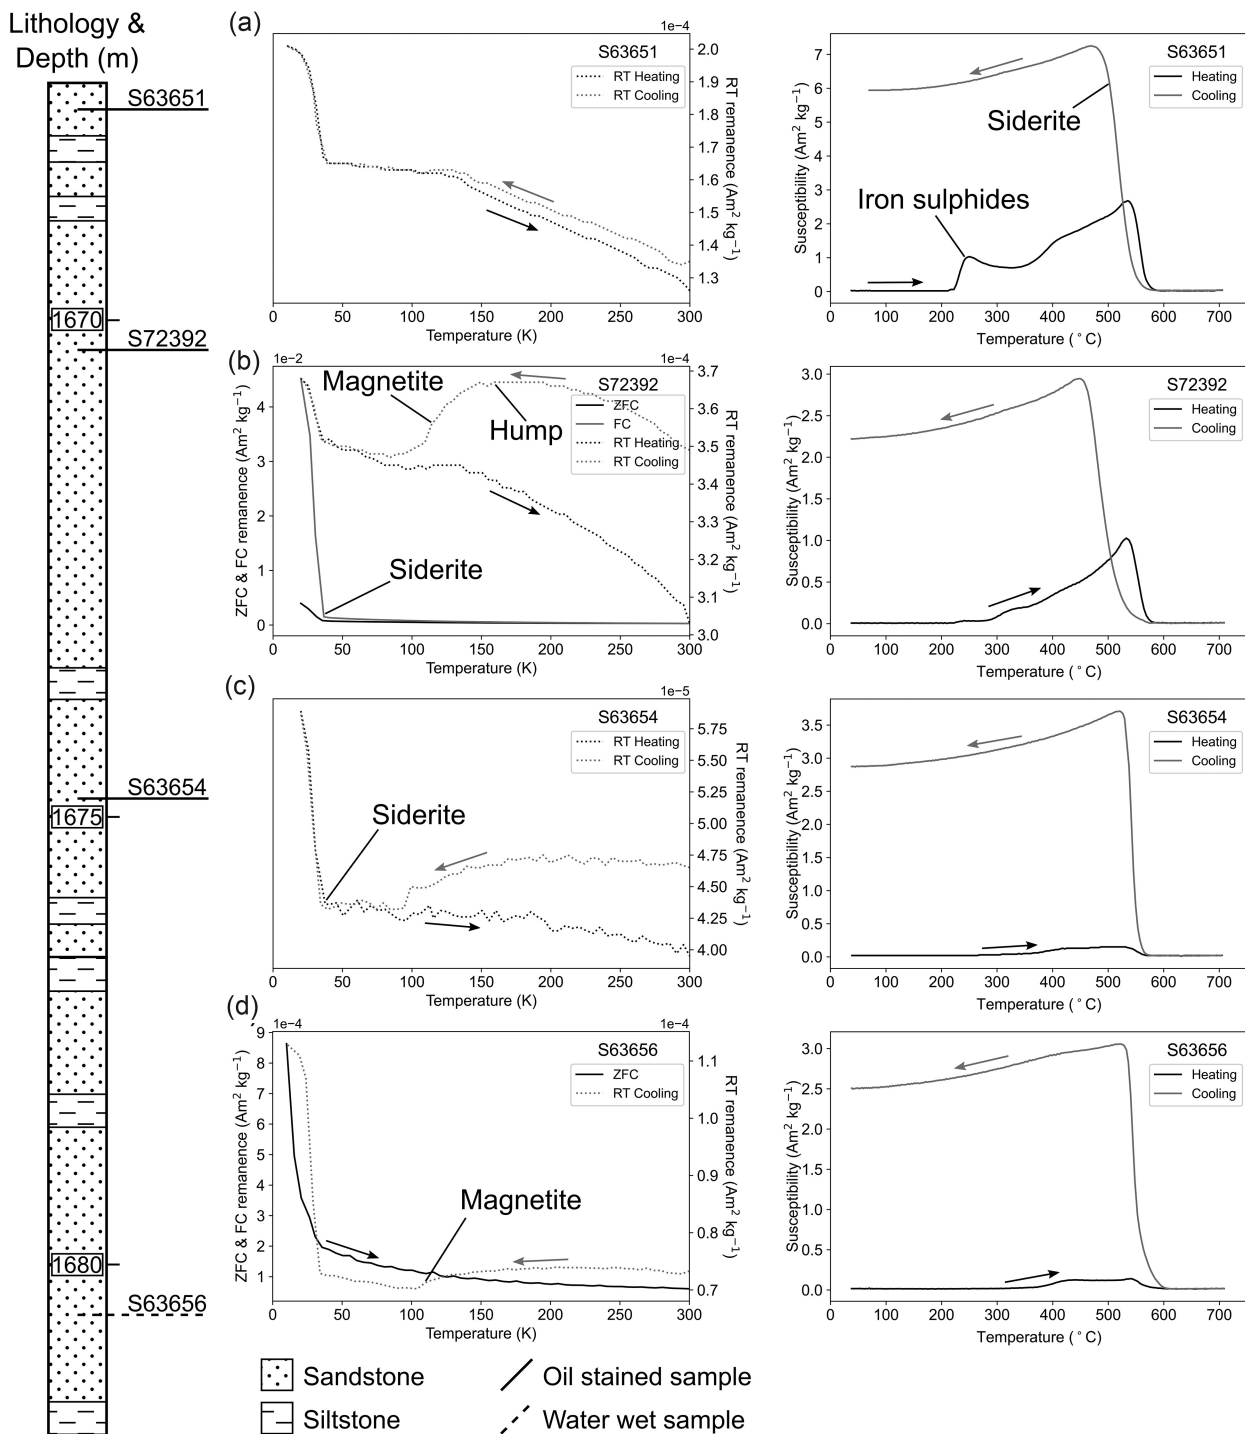 Lithology &
Depth (m)
S63651
1670
S72392
S63654
1675
1680
S63656
(a)
1e−4
S63651
RT Heating
RT Cooling
2.0
1.9
1.8
1.7
1.6
1.5
1.4
1.3
RT remanence (Am² kg⁻¹)
0 50 100 150 200 250 300
Temperature (K)
S63651
Heating
Cooling
Siderite
Iron sulphides
7
6
5
4
3
2
1
0
Susceptibility (Am² kg⁻¹)
0 100 200 300 400 500 600 700
Temperature (°C)
(b)
1e−2
1e−4
S72392
ZFC
FC
RT Heating
RT Cooling
Magnetite
Hump
Siderite
4
3
2
1
0
ZFC & FC remanence (Am² kg⁻¹)
3.7
3.6
3.5
3.4
3.3
3.2
3.1
3.0
RT remanence (Am² kg⁻¹)
0 50 100 150 200 250 300
Temperature (K)
S72392
Heating
Cooling
3.0
2.5
2.0
1.5
1.0
0.5
0.0
Susceptibility (Am² kg⁻¹)
0 100 200 300 400 500 600 700
Temperature (°C)
(c)
1e−5
S63654
RT Heating
RT Cooling
Siderite
5.75
5.50
5.25
5.00
4.75
4.50
4.25
4.00
RT remanence (Am² kg⁻¹)
0 50 100 150 200 250 300
Temperature (K)
S63654
Heating
Cooling
3.5
3.0
2.5
2.0
1.5
1.0
0.5
0.0
Susceptibility (Am² kg⁻¹)
0 100 200 300 400 500 600 700
Temperature (°C)
(d)
1e−4
1e−4
S63656
ZFC
RT Cooling
Magnetite
9
8
7
6
5
4
3
2
1
ZFC & FC remanence (Am² kg⁻¹)
1.1
1.0
0.9
0.8
0.7
RT remanence (Am² kg⁻¹)
0 50 100 150 200 250 300
Temperature (K)
S63656
Heating
Cooling
3.0
2.5
2.0
1.5
1.0
0.5
0.0
Susceptibility (Am² kg⁻¹)
0 100 200 300 400 500 600 700
Temperature (°C)
Sandstone
Oil stained sample
Siltstone
Water wet sample